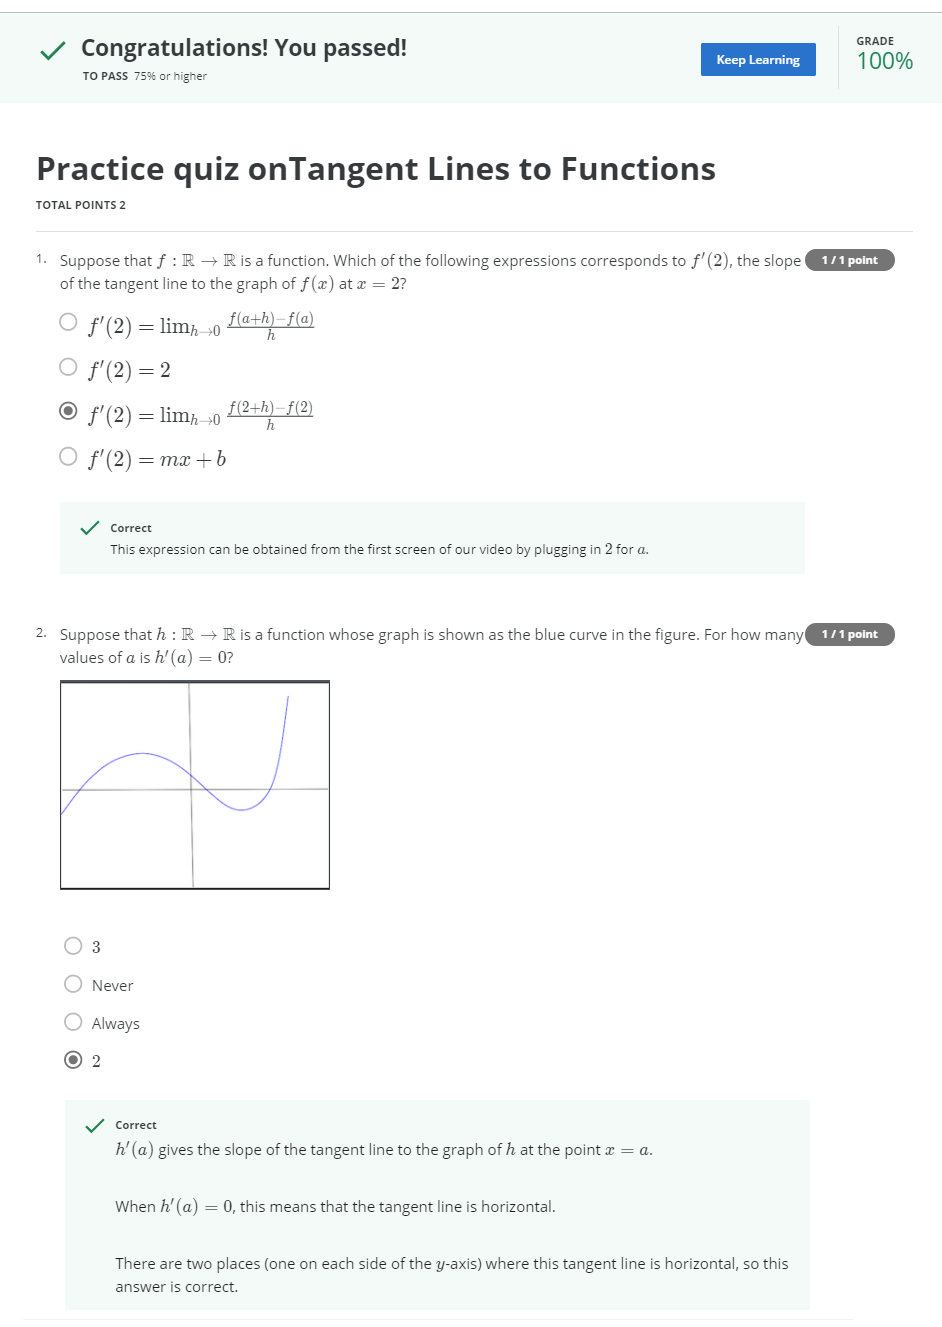 Congratulations! You passed!
TO PASS 75% or higher
Keep Learning
GRADE
100%
Practice quiz onTangent Lines to Functions
TOTAL POINTS 2
1. Suppose that f : ℝ → ℝ is a function. Which of the following expressions corresponds to f′(2), the slope
1 / 1 point
of the tangent line to the graph of f(x) at x = 2?
f′(2) = lim_{h→0} \frac{f(a+h)−f(a)}{h}
f′(2) = 2
f′(2) = lim_{h→0} \frac{f(2+h)−f(2)}{h}
f′(2) = mx + b
Correct
This expression can be obtained from the first screen of our video by plugging in 2 for a.
2. Suppose that h : ℝ → ℝ is a function whose graph is shown as the blue curve in the figure. For how many
1 / 1 point
values of a is h′(a) = 0?
3
Never
Always
2
Correct
h′(a) gives the slope of the tangent line to the graph of h at the point x = a.
When h′(a) = 0, this means that the tangent line is horizontal.
There are two places (one on each side of the y-axis) where this tangent line is horizontal, so this
answer is correct.